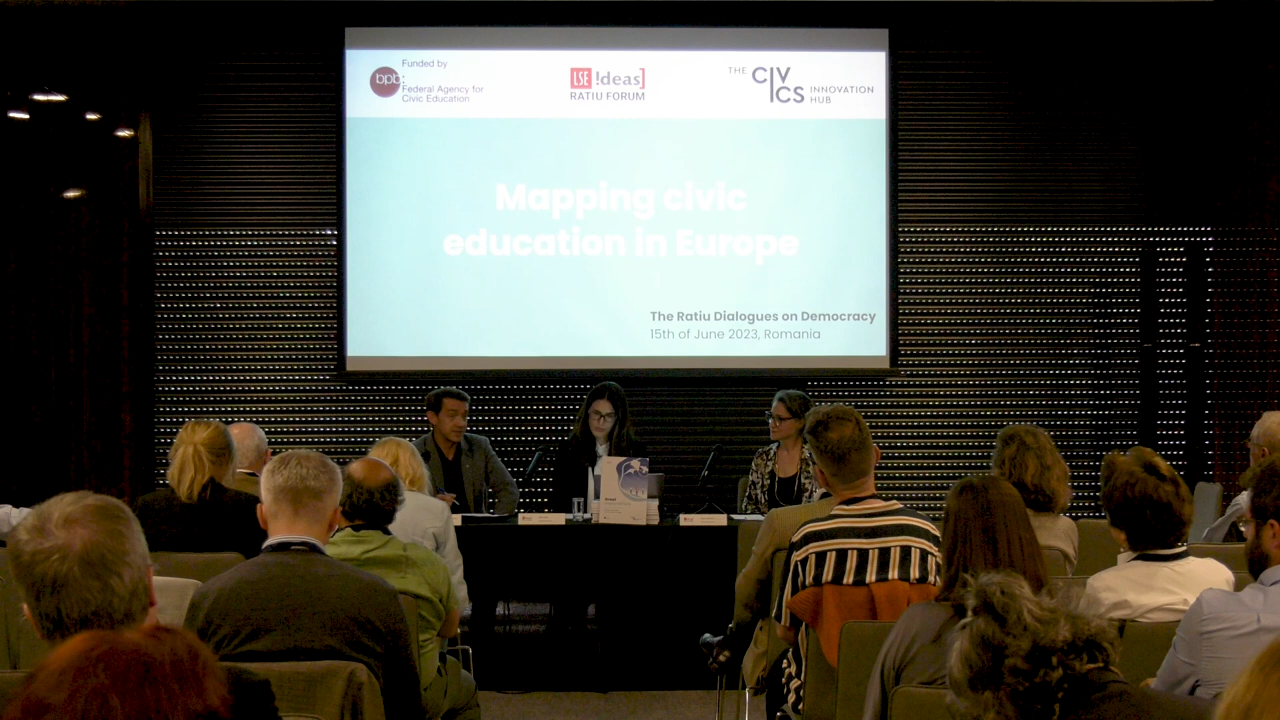 bpb:
Funded by
Federal Agency for
Civic Education
LSE !deas]
RATIU FORUM
THE CIVICS INNOVATION
HUB
Mapping civic
education in Europe
The Ratiu Dialogues on Democracy
15th of June 2023, Romania